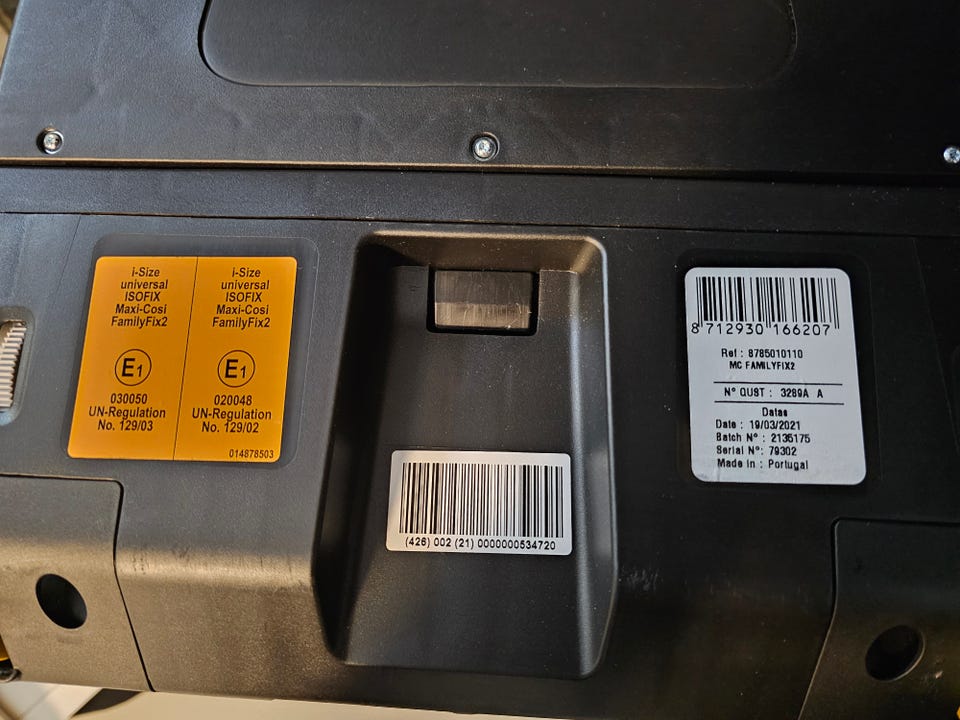 i-Size
universal
ISOFIX
Maxi-Cosi
FamilyFix2
E1
030050
UN-Regulation
No. 129/03
i-Size
universal
ISOFIX
Maxi-Cosi
FamilyFix2
E1
020048
UN-Regulation
No. 129/02
014878503
(426) 002 (21) 0000000534720
8 712930 166207
Ref : 8785010110
MC FAMILYFIX2
N° QUST : 3289A A
Datas
Date : 19/03/2021
Batch N° : 2135175
Serial N° : 79302
Made in : Portugal